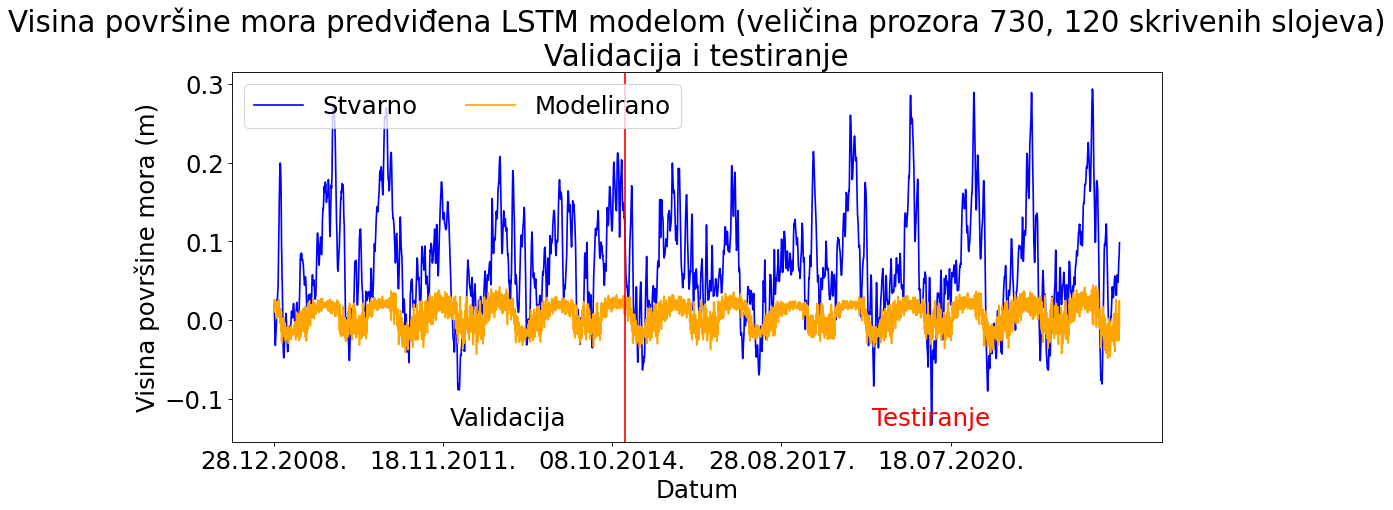 Visina površine mora predviđena LSTM modelom (veličina prozora 730, 120 skrivenih slojeva)
Validacija i testiranje
Stvarno
Modelirano
Visina površine mora (m)
0.3
0.2
0.1
0.0
−0.1
Validacija
Testiranje
28.12.2008.
18.11.2011.
08.10.2014.
28.08.2017.
18.07.2020.
Datum